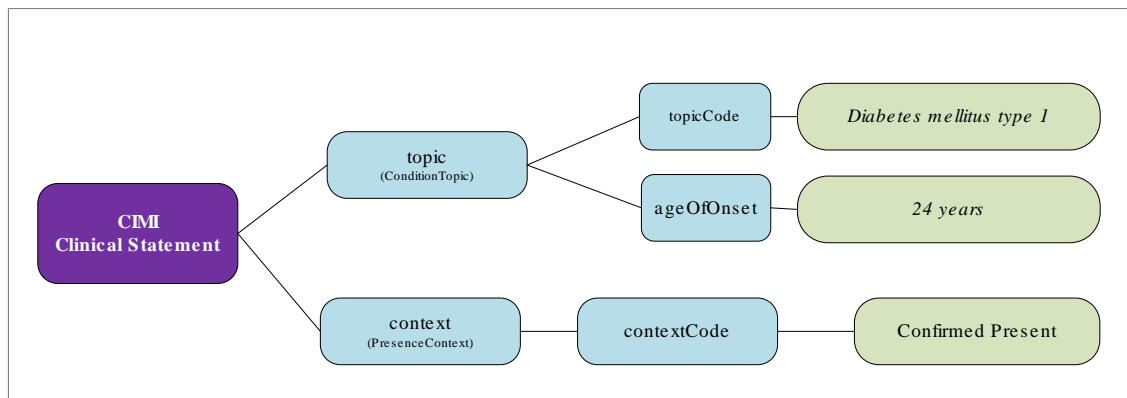 CIMI
Clinical Statement
topic
(ConditionTopic)
topicCode
Diabetes mellitus type 1
ageOfOnset
24 years
context
(PresenceContext)
contextCode
Confirmed Present